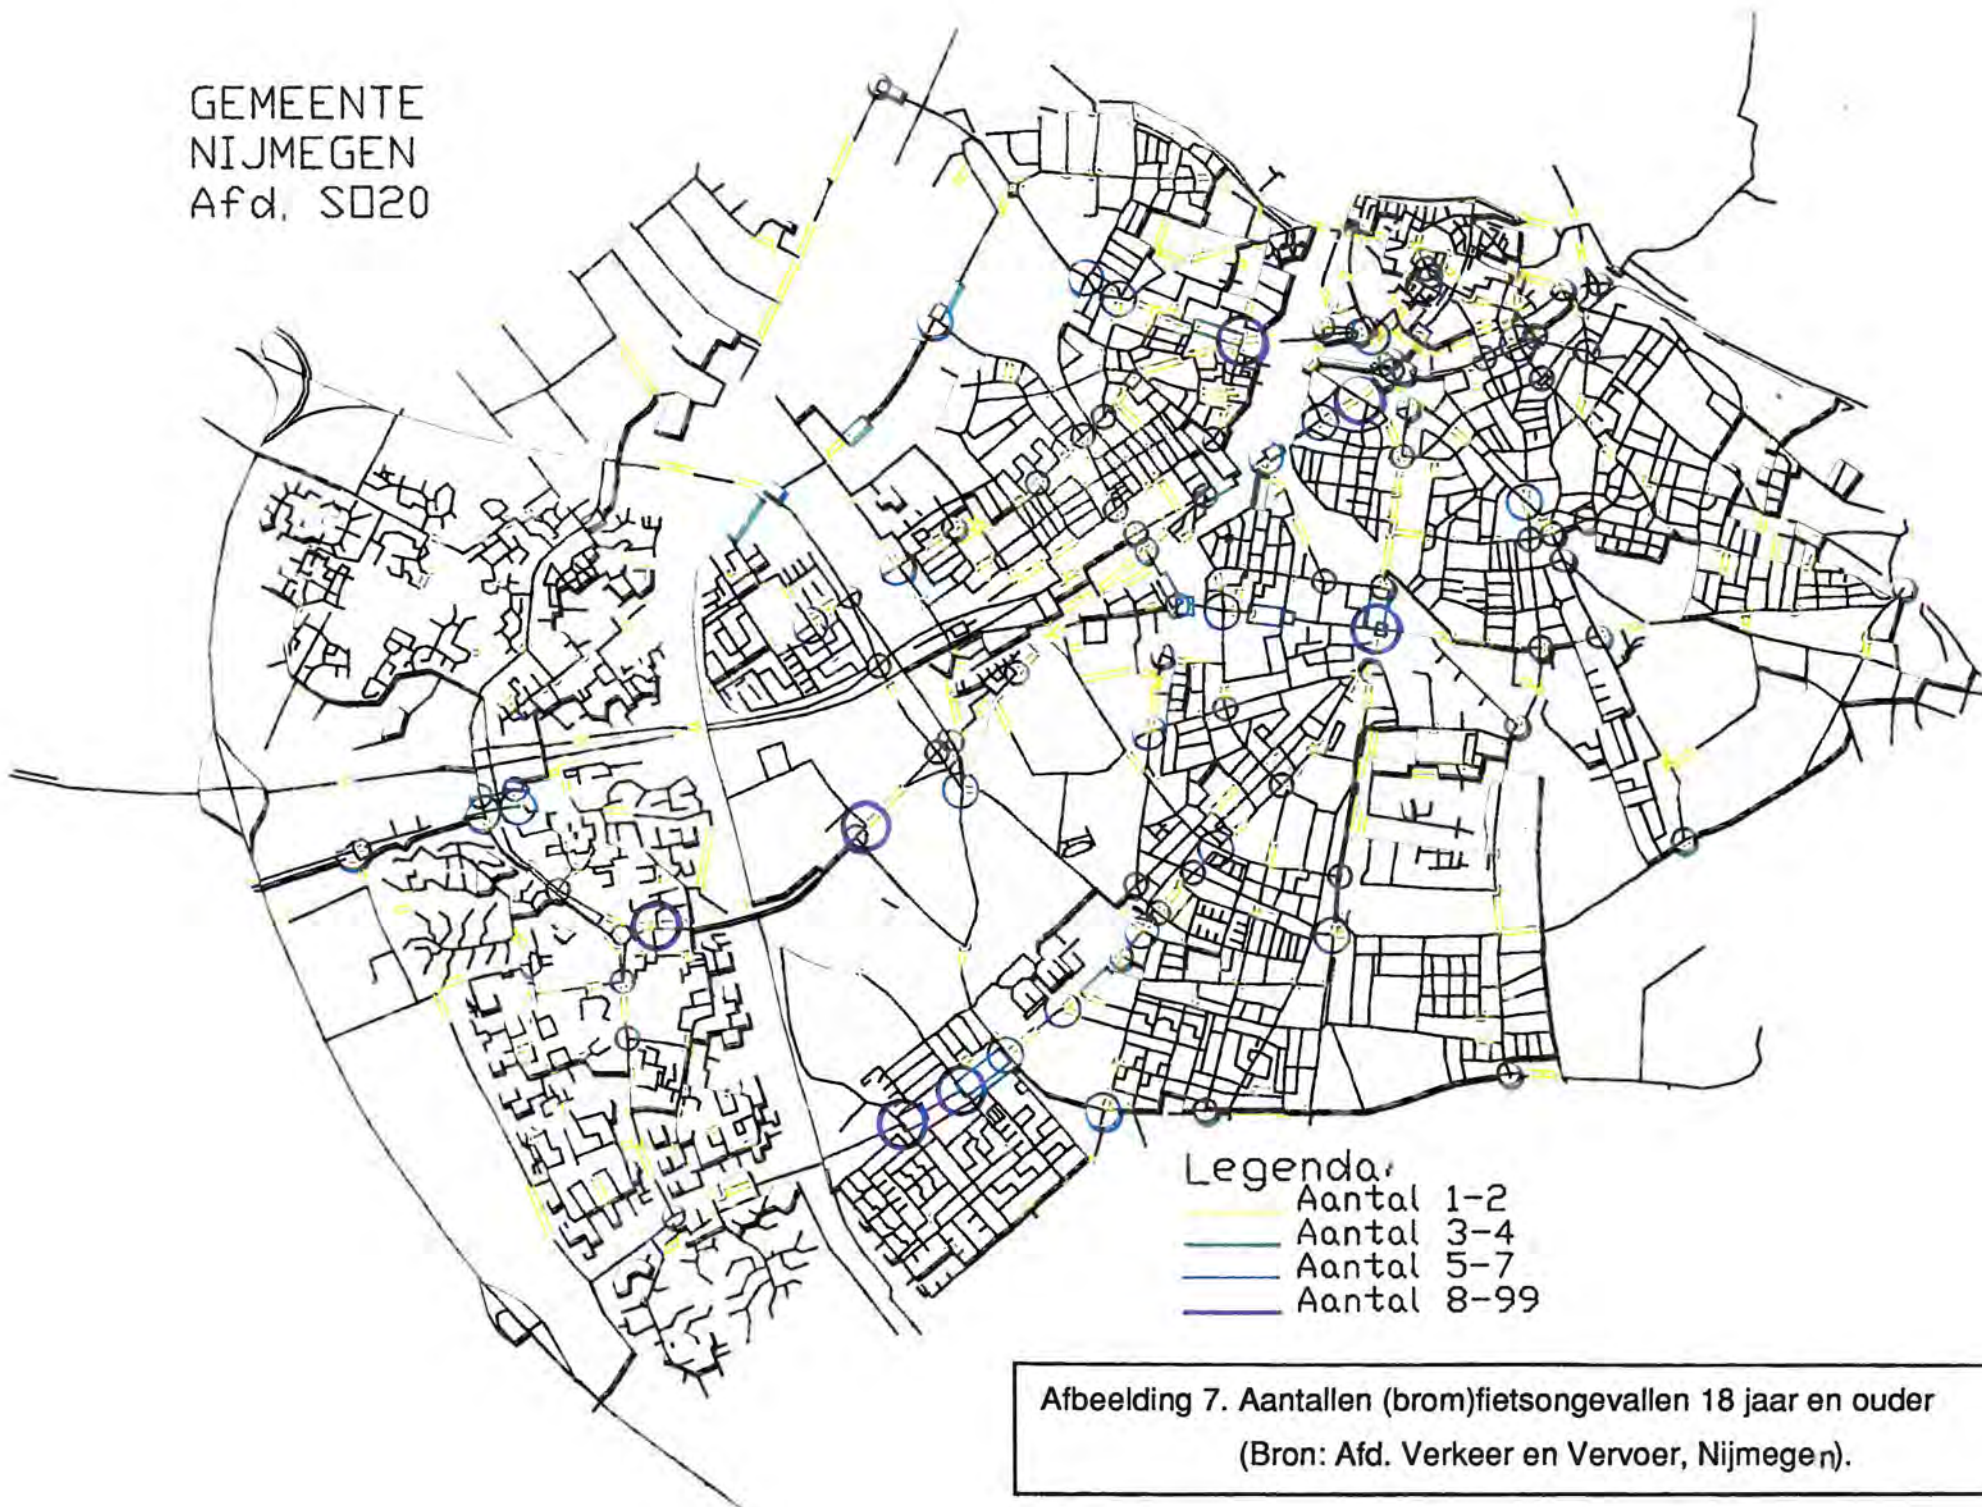 GEMEENTE
NIJMEGEN
Afd. SO20
Legenda.
Aantal 1-2
Aantal 3-4
Aantal 5-7
Aantal 8-99
Afbeelding 7. Aantallen (brom)fietsongevallen 18 jaar en ouder
(Bron: Afd. Verkeer en Vervoer, Nijmegen).